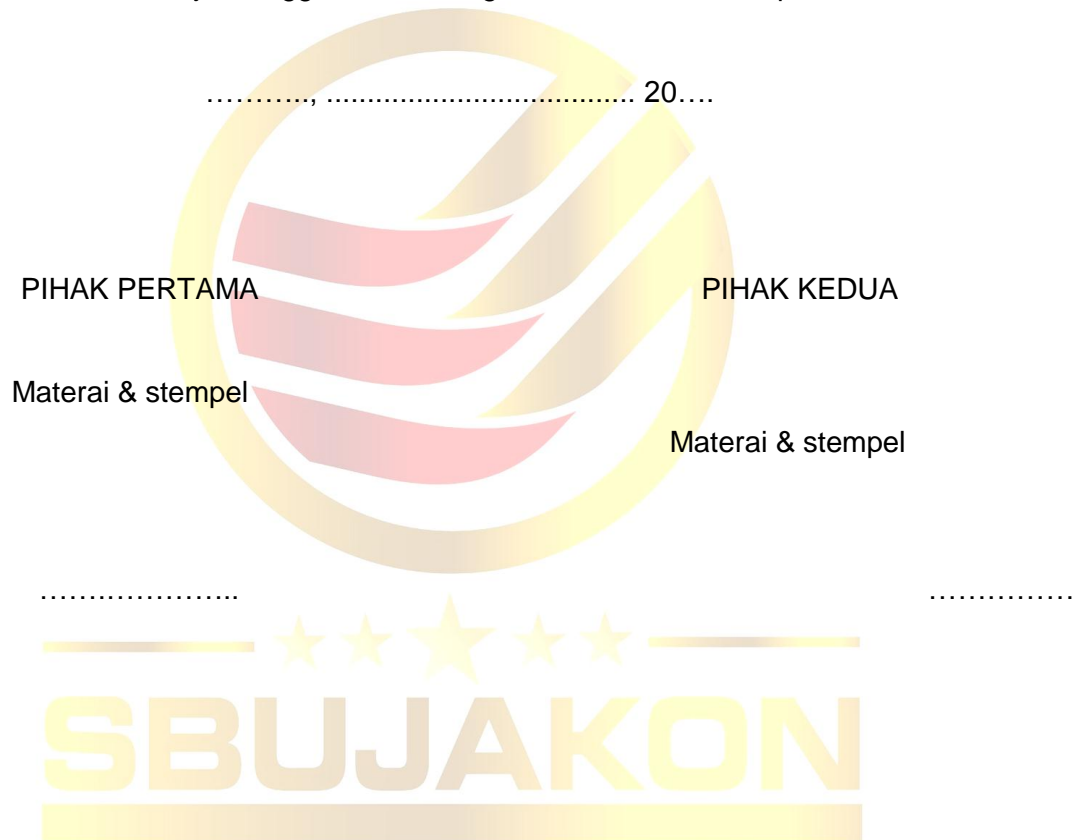 …………, ...................................... 20….
PIHAK PERTAMA PIHAK KEDUA
Materai & stempel
Materai & stempel
………………….. ……………
SBUJAKON